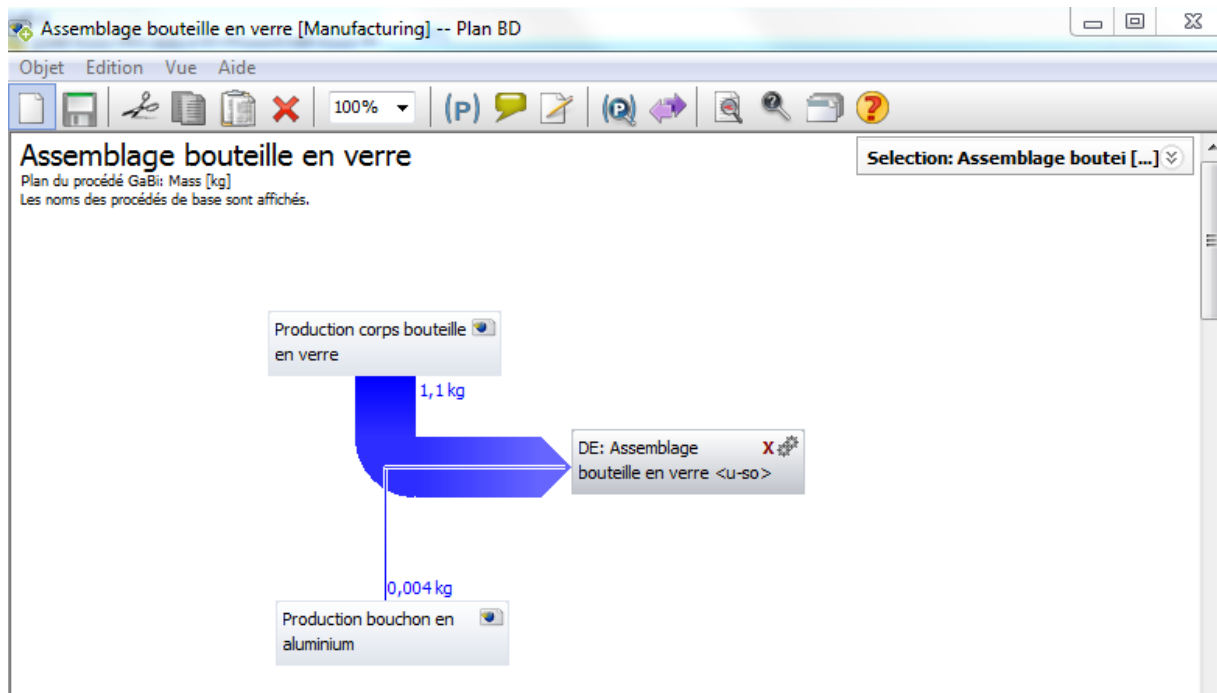 Assemblage bouteille en verre [Manufacturing] -- Plan BD
Objet Edition Vue Aide
100% (P) (P) ?
Assemblage bouteille en verre
Selection: Assemblage boutei [...]
Plan du procédé GaBi: Mass [kg]
Les noms des procédés de base sont affichés.
Production corps bouteille
en verre
1,1 kg
DE: Assemblage X
bouteille en verre <u-so>
0,004 kg
Production bouchon en
aluminium